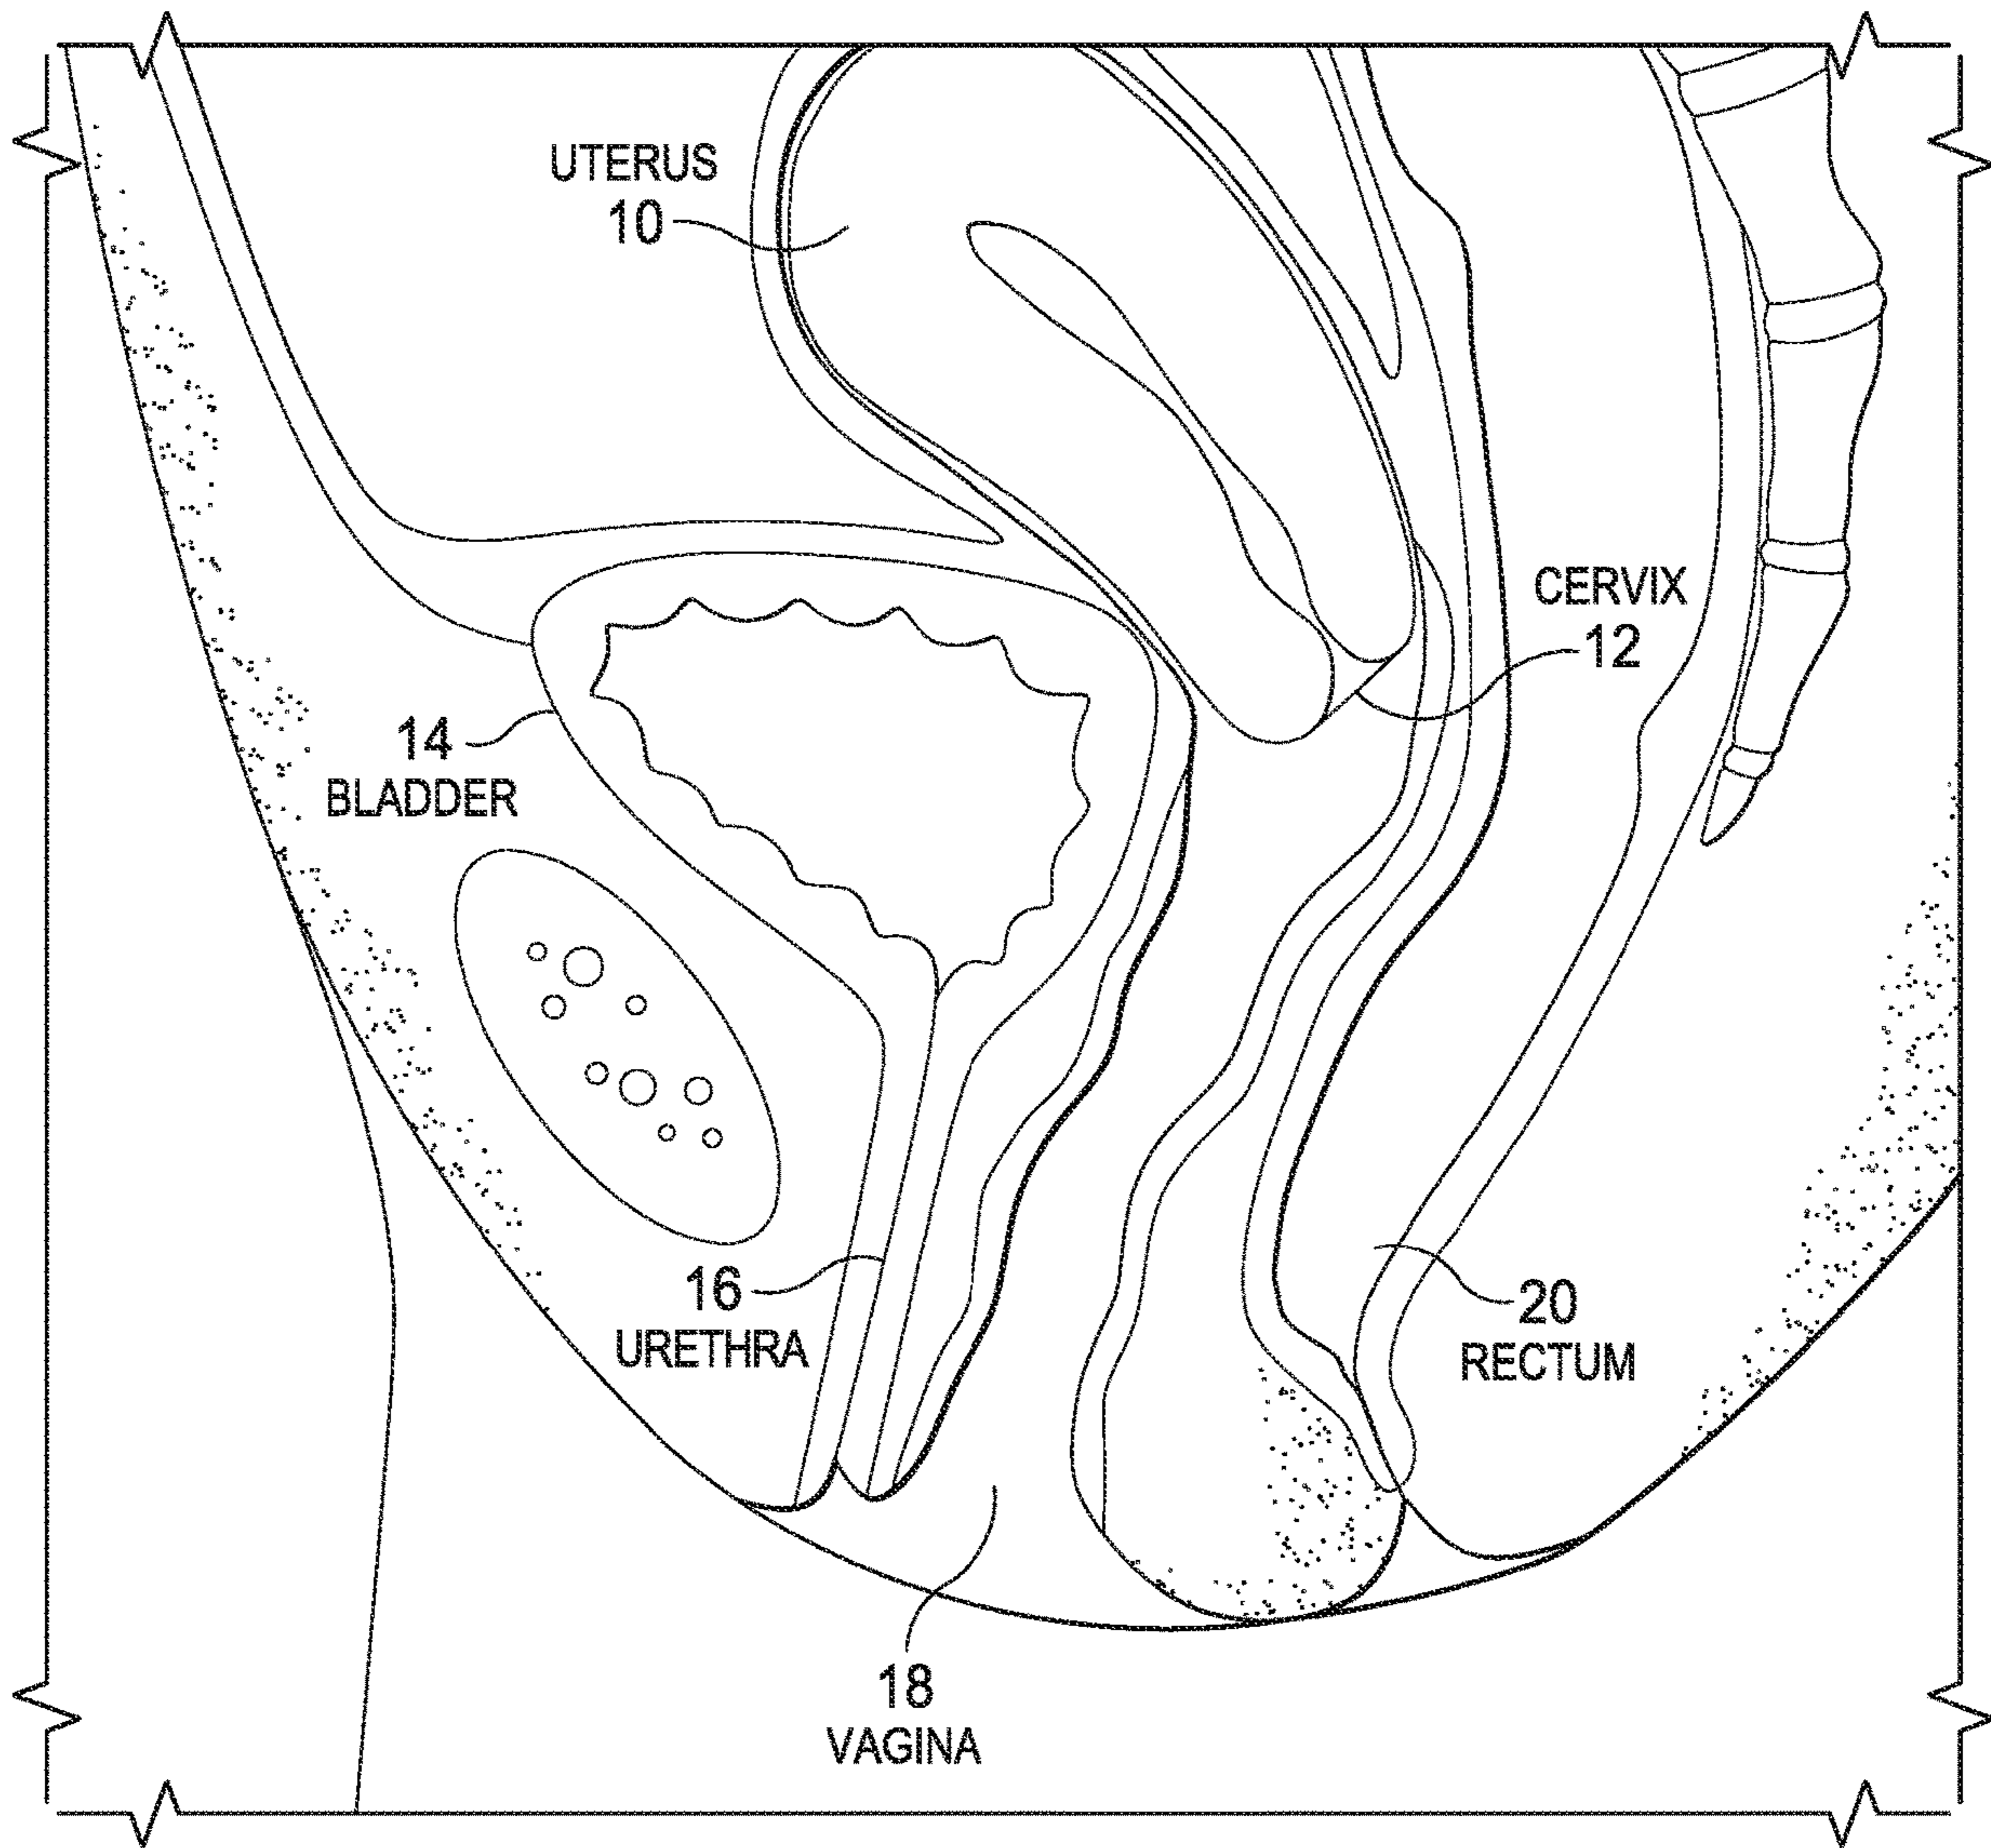 UTERUS
10
CERVIX
12
14
BLADDER
16
URETHRA
20
RECTUM
18
VAGINA